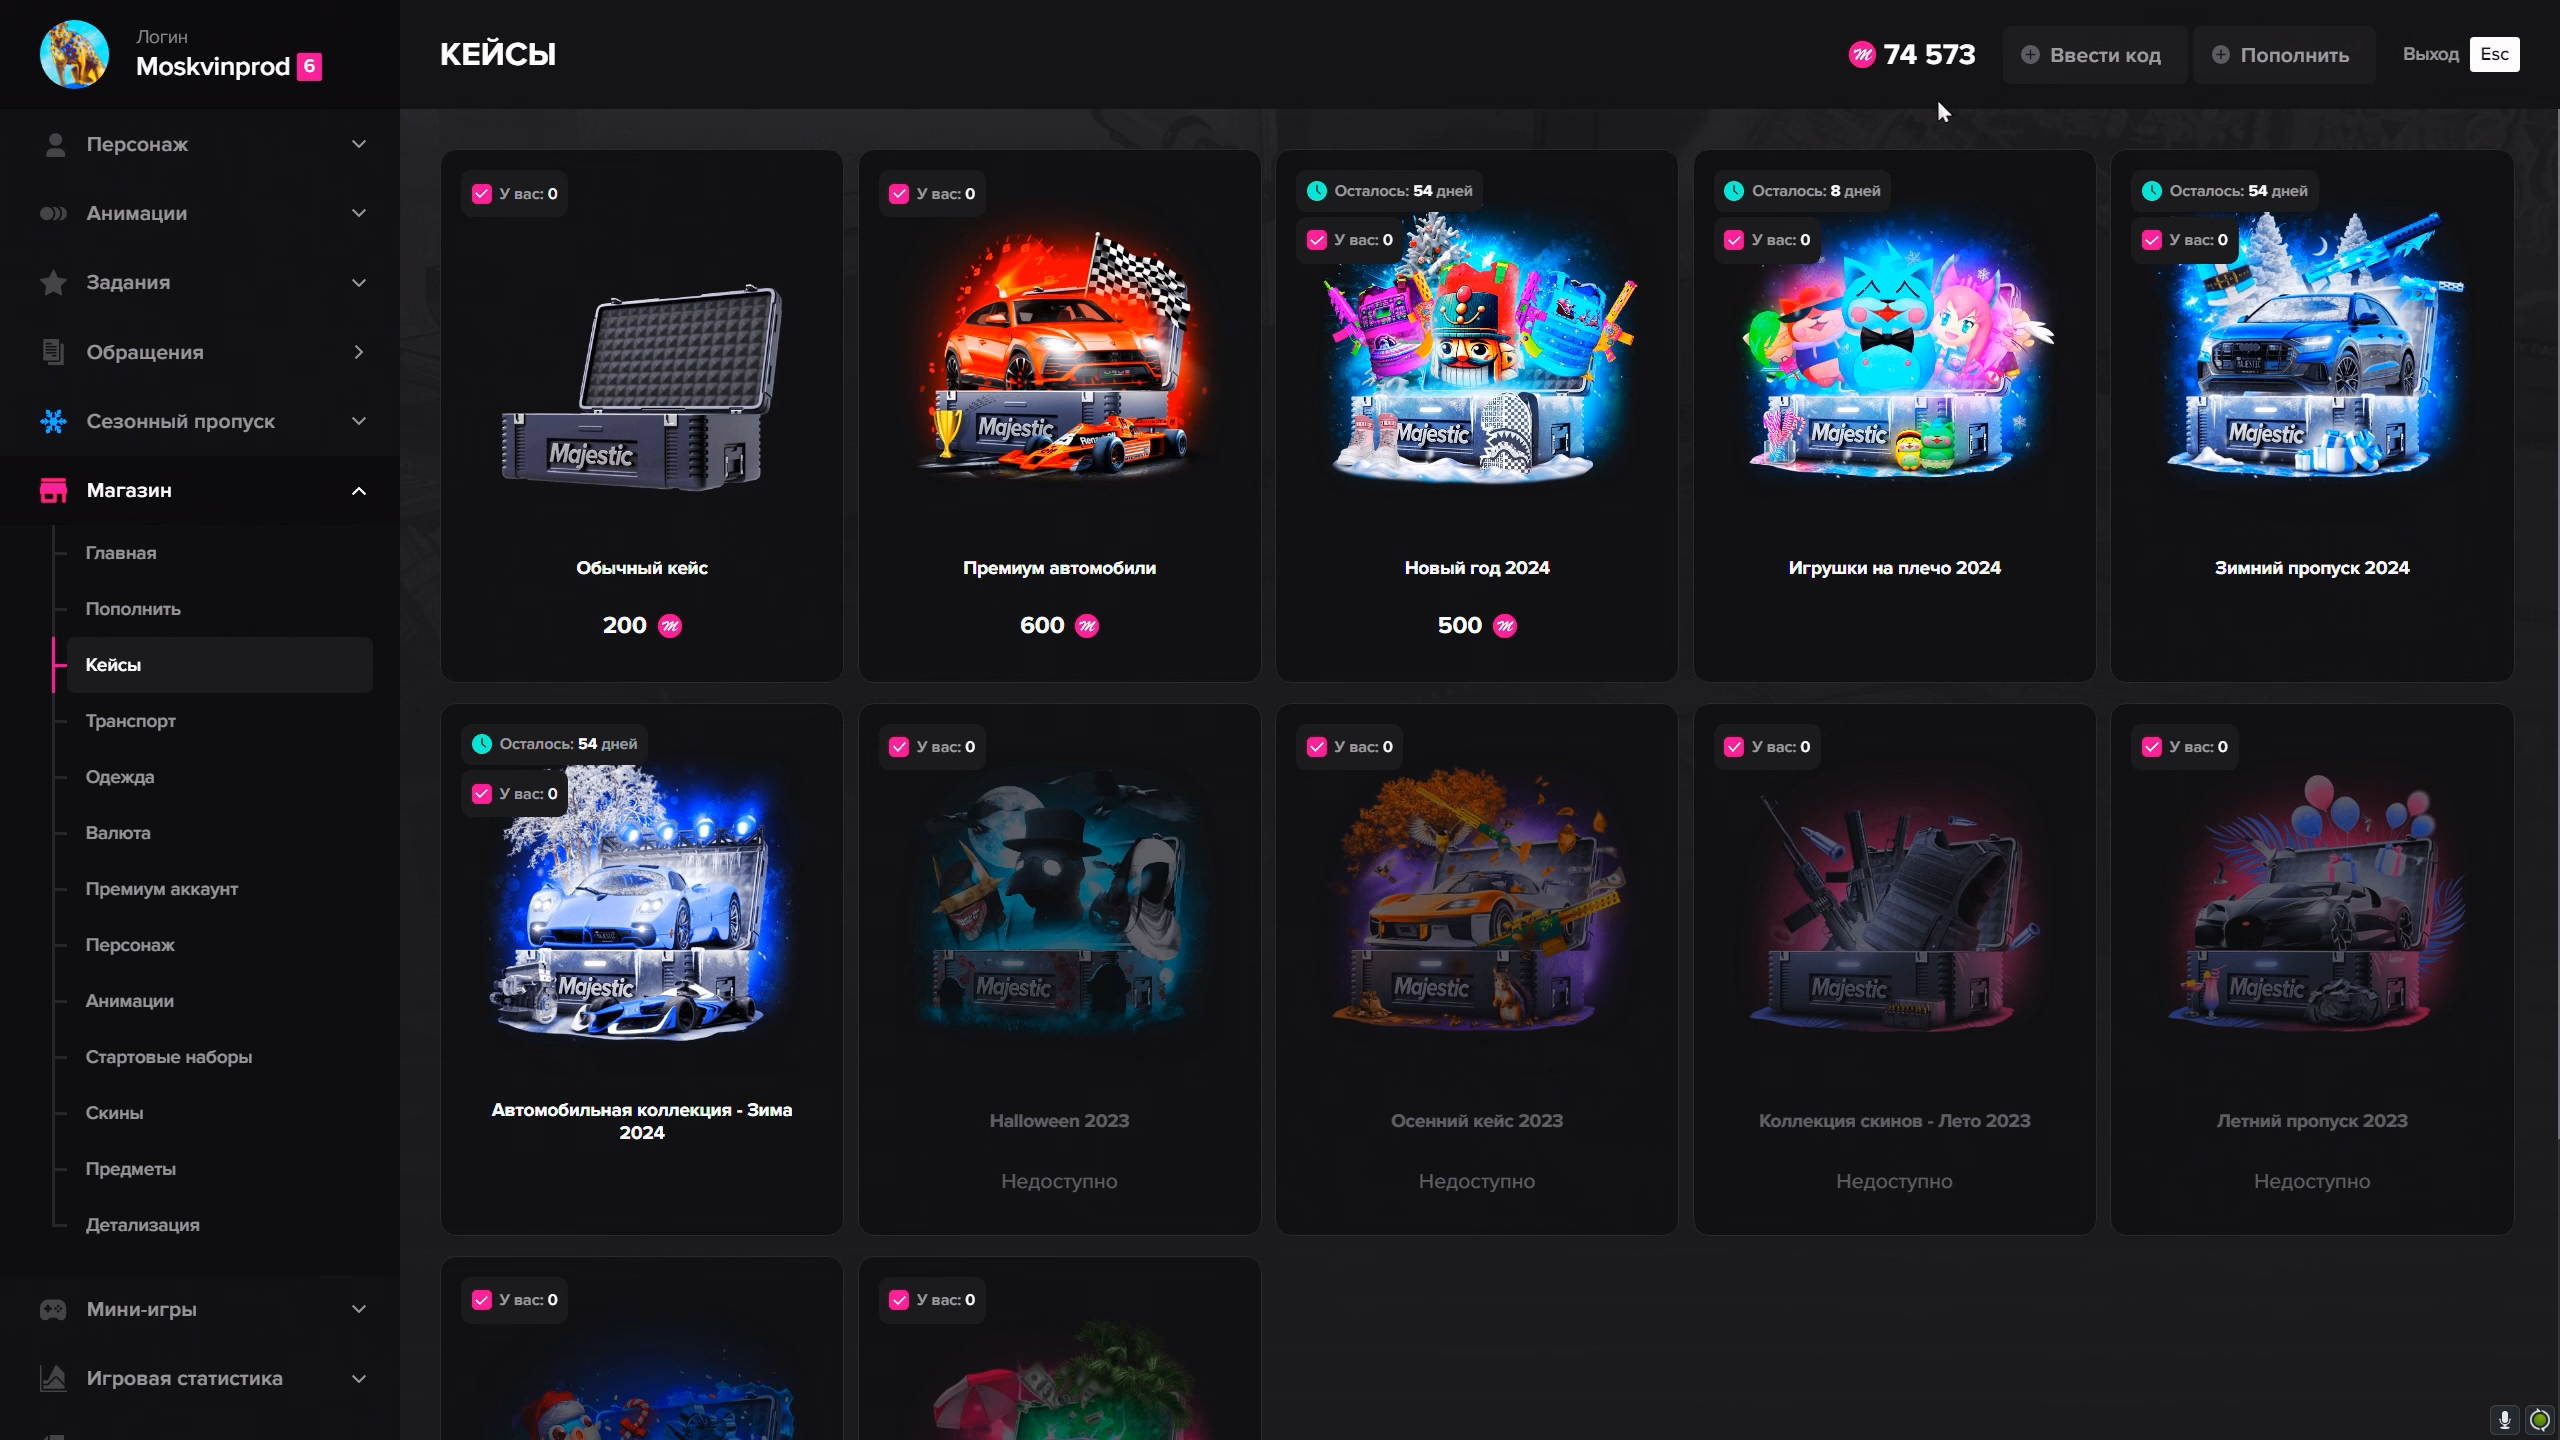 Логин
Moskvinprod 6
КЕЙСЫ
74 573
Ввести код
Пополнить
Выход
Esc
Персонаж
Анимации
Задания
Обращения
Сезонный пропуск
Магазин
Главная
Пополнить
Кейсы
Транспорт
Одежда
Валюта
Премиум аккаунт
Персонаж
Анимации
Стартовые наборы
Скины
Предметы
Детализация
Мини-игры
Игровая статистика
У вас: 0
Majestic
Обычный кейс
200
У вас: 0
Majestic
Премиум автомобили
600
Осталось: 54 дней
У вас: 0
Majestic
Новый год 2024
500
Осталось: 8 дней
У вас: 0
Majestic
Игрушки на плечо 2024
Осталось: 54 дней
У вас: 0
Majestic
Зимний пропуск 2024
Осталось: 54 дней
У вас: 0
Majestic
Автомобильная коллекция - Зима
2024
У вас: 0
Majestic
Halloween 2023
Недоступно
У вас: 0
Majestic
Осенний кейс 2023
Недоступно
У вас: 0
Majestic
Коллекция скинов - Лето 2023
Недоступно
У вас: 0
Majestic
Летний пропуск 2023
Недоступно
У вас: 0
У вас: 0